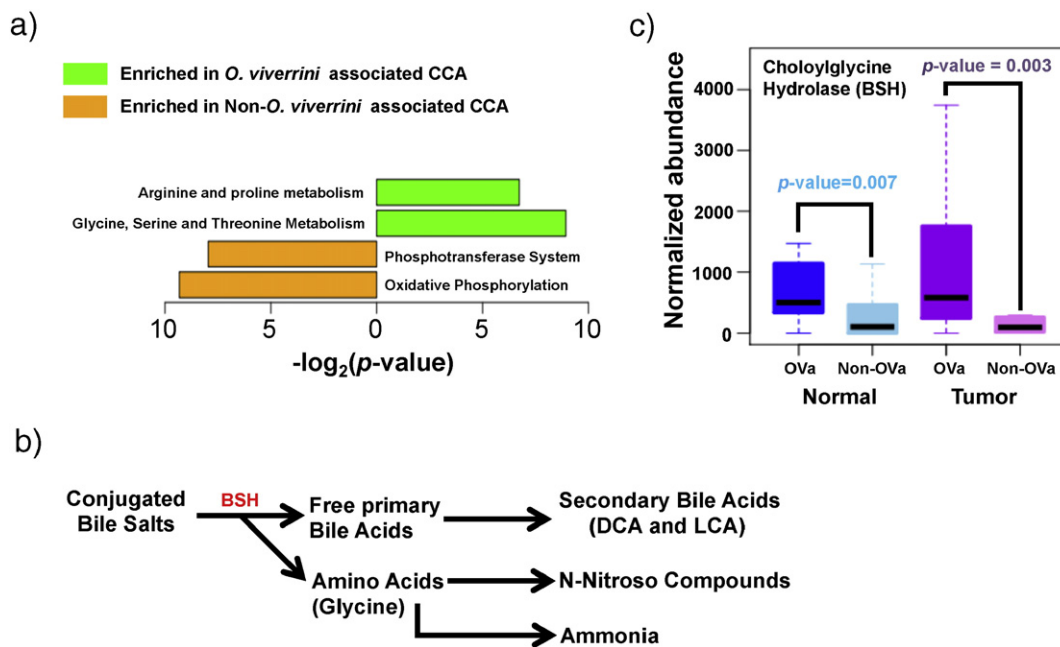 a)
Enriched in O. viverrini associated CCA
Enriched in Non-O. viverrini associated CCA
Arginine and proline metabolism
Glycine, Serine and Threonine Metabolism
Phosphotransferase System
Oxidative Phosphorylation
10 5 0 5 10
-log2(p-value)
c)
Choloylglycine
Hydrolase (BSH)
p-value = 0.003
p-value=0.007
Normalized abundance
4000
3000
2000
1000
0
OVa Non-OVa OVa Non-OVa
Normal Tumor
b)
Conjugated
Bile Salts
BSH
Free primary
Bile Acids
Secondary Bile Acids
(DCA and LCA)
Amino Acids
(Glycine)
N-Nitroso Compounds
Ammonia